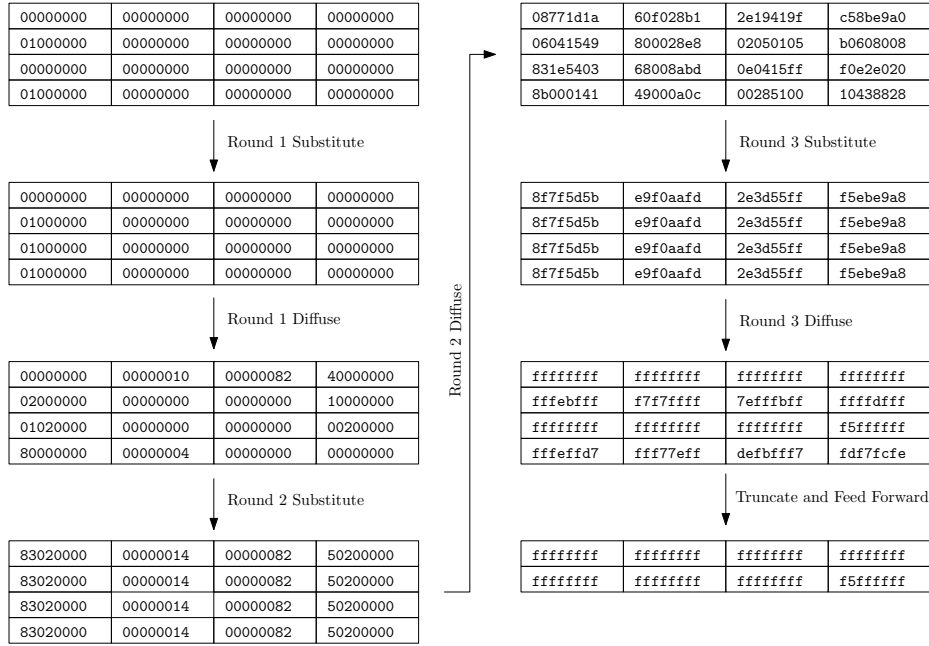 00000000 00000000 00000000 00000000
01000000 00000000 00000000 00000000
00000000 00000000 00000000 00000000
01000000 00000000 00000000 00000000
Round 1 Substitute
00000000 00000000 00000000 00000000
01000000 00000000 00000000 00000000
01000000 00000000 00000000 00000000
01000000 00000000 00000000 00000000
Round 1 Diffuse
00000000 00000010 00000082 40000000
02000000 00000000 00000000 10000000
01020000 00000000 00000000 00200000
80000000 00000004 00000000 00000000
Round 2 Substitute
83020000 00000014 00000082 50200000
83020000 00000014 00000082 50200000
83020000 00000014 00000082 50200000
83020000 00000014 00000082 50200000
Round 2 Diffuse
08771d1a 60f028b1 2e19419f c58be9a0
06041549 800028e8 02050105 b0608008
831e5403 68008abd 0e0415ff f0e2e020
8b000141 49000a0c 00285100 10438828
Round 3 Substitute
8f7f5d5b e9f0aafd 2e3d55ff f5ebe9a8
8f7f5d5b e9f0aafd 2e3d55ff f5ebe9a8
8f7f5d5b e9f0aafd 2e3d55ff f5ebe9a8
8f7f5d5b e9f0aafd 2e3d55ff f5ebe9a8
Round 3 Diffuse
ffffffff ffffffff ffffffff ffffffff
fffebfff f7f7ffff 7efffbff ffffdfff
ffffffff ffffffff ffffffff f5ffffff
fffeffd7 fff77eff defbfff7 fdf7fcfe
Truncate and Feed Forward
ffffffff ffffffff ffffffff ffffffff
ffffffff ffffffff ffffffff f5ffffff